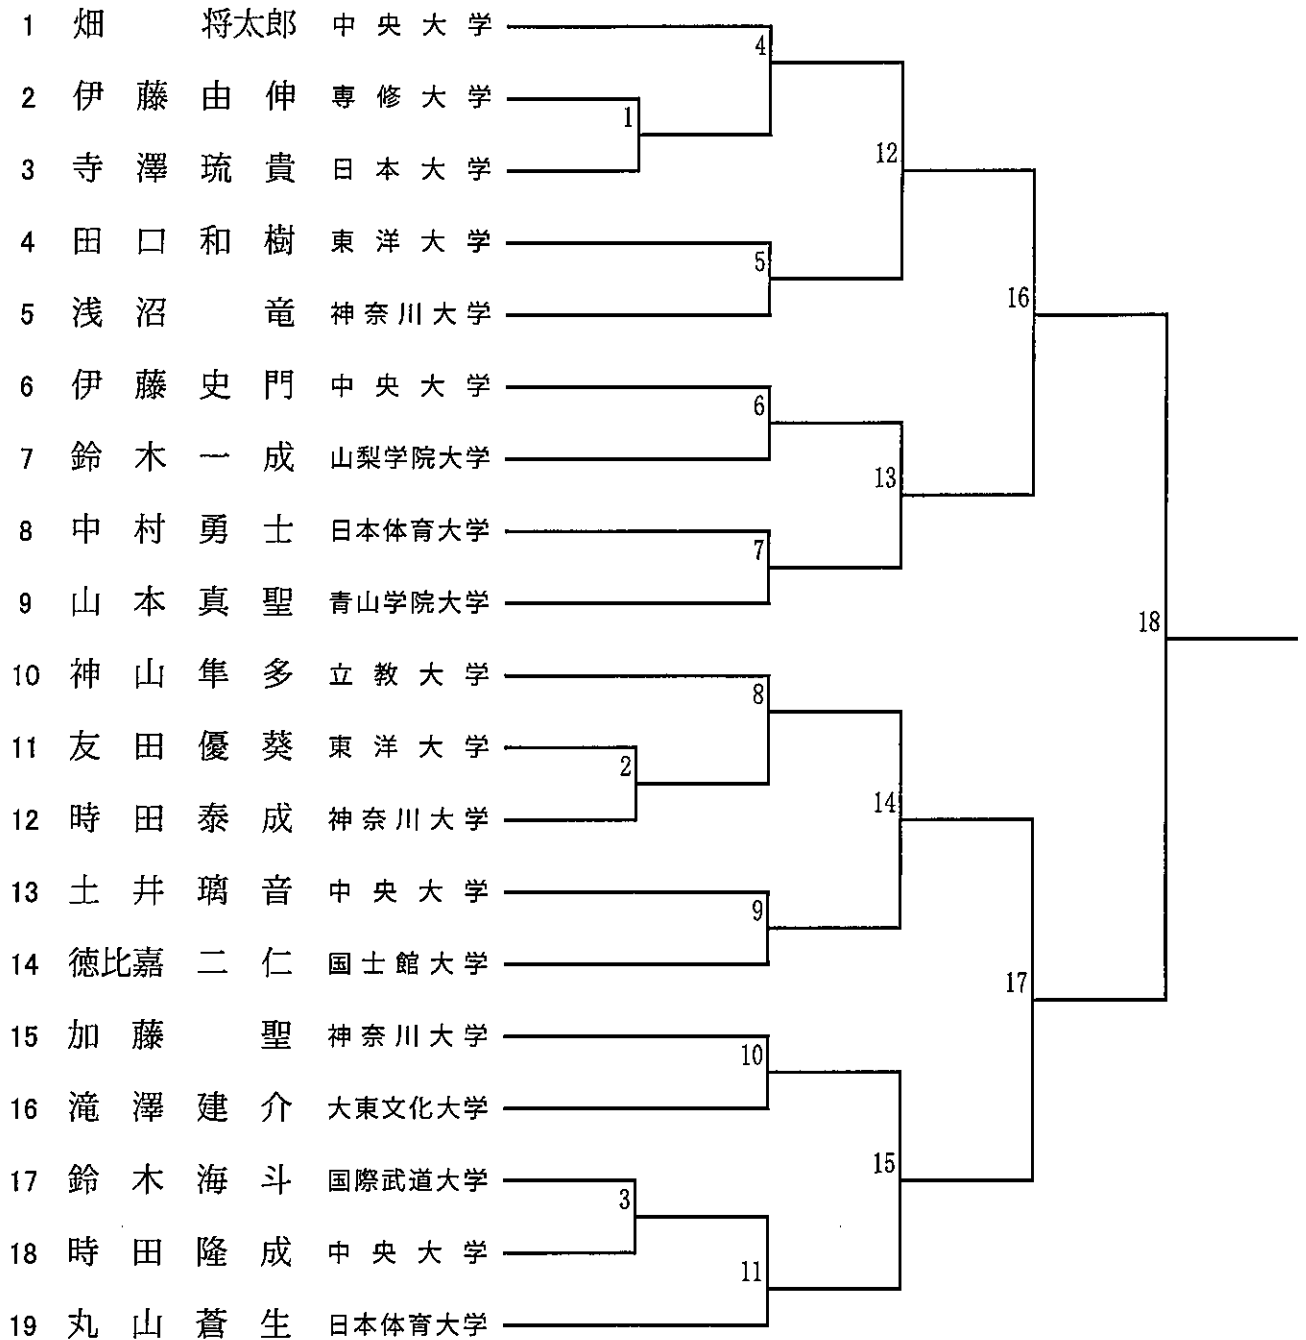 1 畑 将太郎 中央大学
4
2 伊藤由伸 専修大学
1
12
3 寺澤琉貴 日本大学
4 田口和樹 東洋大学
5
16
5 浅沼 竜 神奈川大学
6 伊藤史門 中央大学
6
7 鈴木一成 山梨学院大学
13
8 中村勇士 日本体育大学
7
9 山本真聖 青山学院大学
18
10 神山隼多 立教大学
8
11 友田優葵 東洋大学
2
14
12 時田泰成 神奈川大学
13 土井璃音 中央大学
9
14 徳比嘉二仁 国士館大学
17
15 加藤 聖 神奈川大学
10
16 滝澤建介 大東文化大学
15
17 鈴木海斗 国際武道大学
3
18 時田隆成 中央大学
11
19 丸山蒼生 日本体育大学